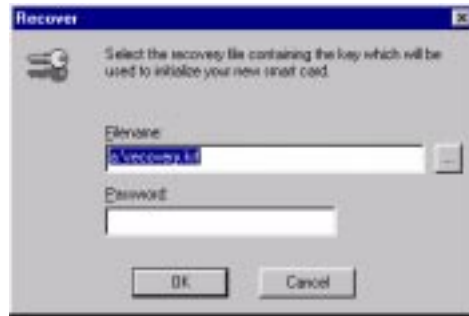 Recover
Select the recovery file containing the key which will be
used to initialize your new smart card.
Filename:
...
Password:
OK
Cancel